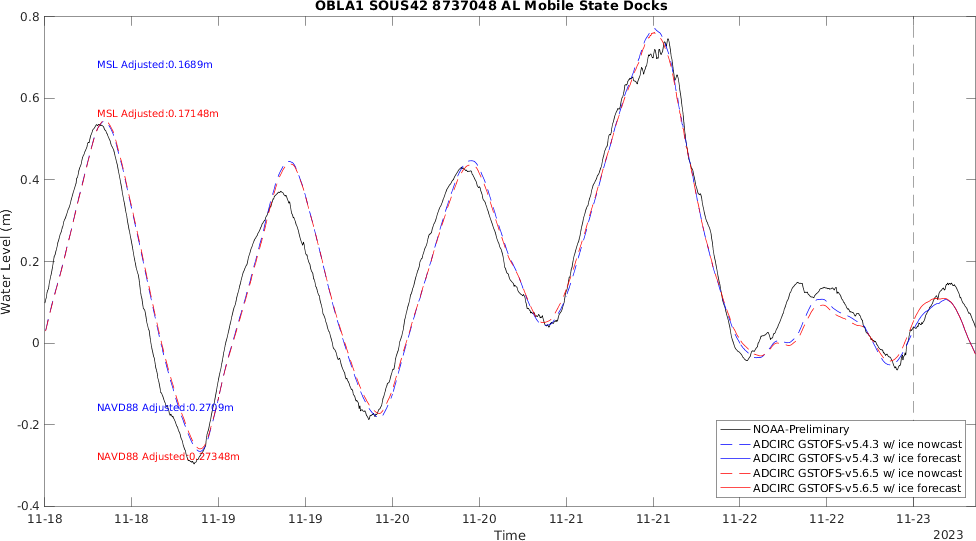 OBLA1 SOUS42 8737048 AL Mobile State Docks
0.8
0.6
0.4
0.2
0
-0.2
-0.4
Water Level (m)
MSL Adjusted:0.1689m
MSL Adjusted:0.17148m
NAVD88 Adjusted:0.2709m
NAVD88 Adjusted:0.27348m
NOAA-Preliminary
ADCIRC GSTOFS-v5.4.3 w/ ice nowcast
ADCIRC GSTOFS-v5.4.3 w/ ice forecast
ADCIRC GSTOFS-v5.6.5 w/ ice nowcast
ADCIRC GSTOFS-v5.6.5 w/ ice forecast
11-18 11-18 11-19 11-19 11-20 11-20 11-21 11-21 11-22 11-22 11-23
Time
2023